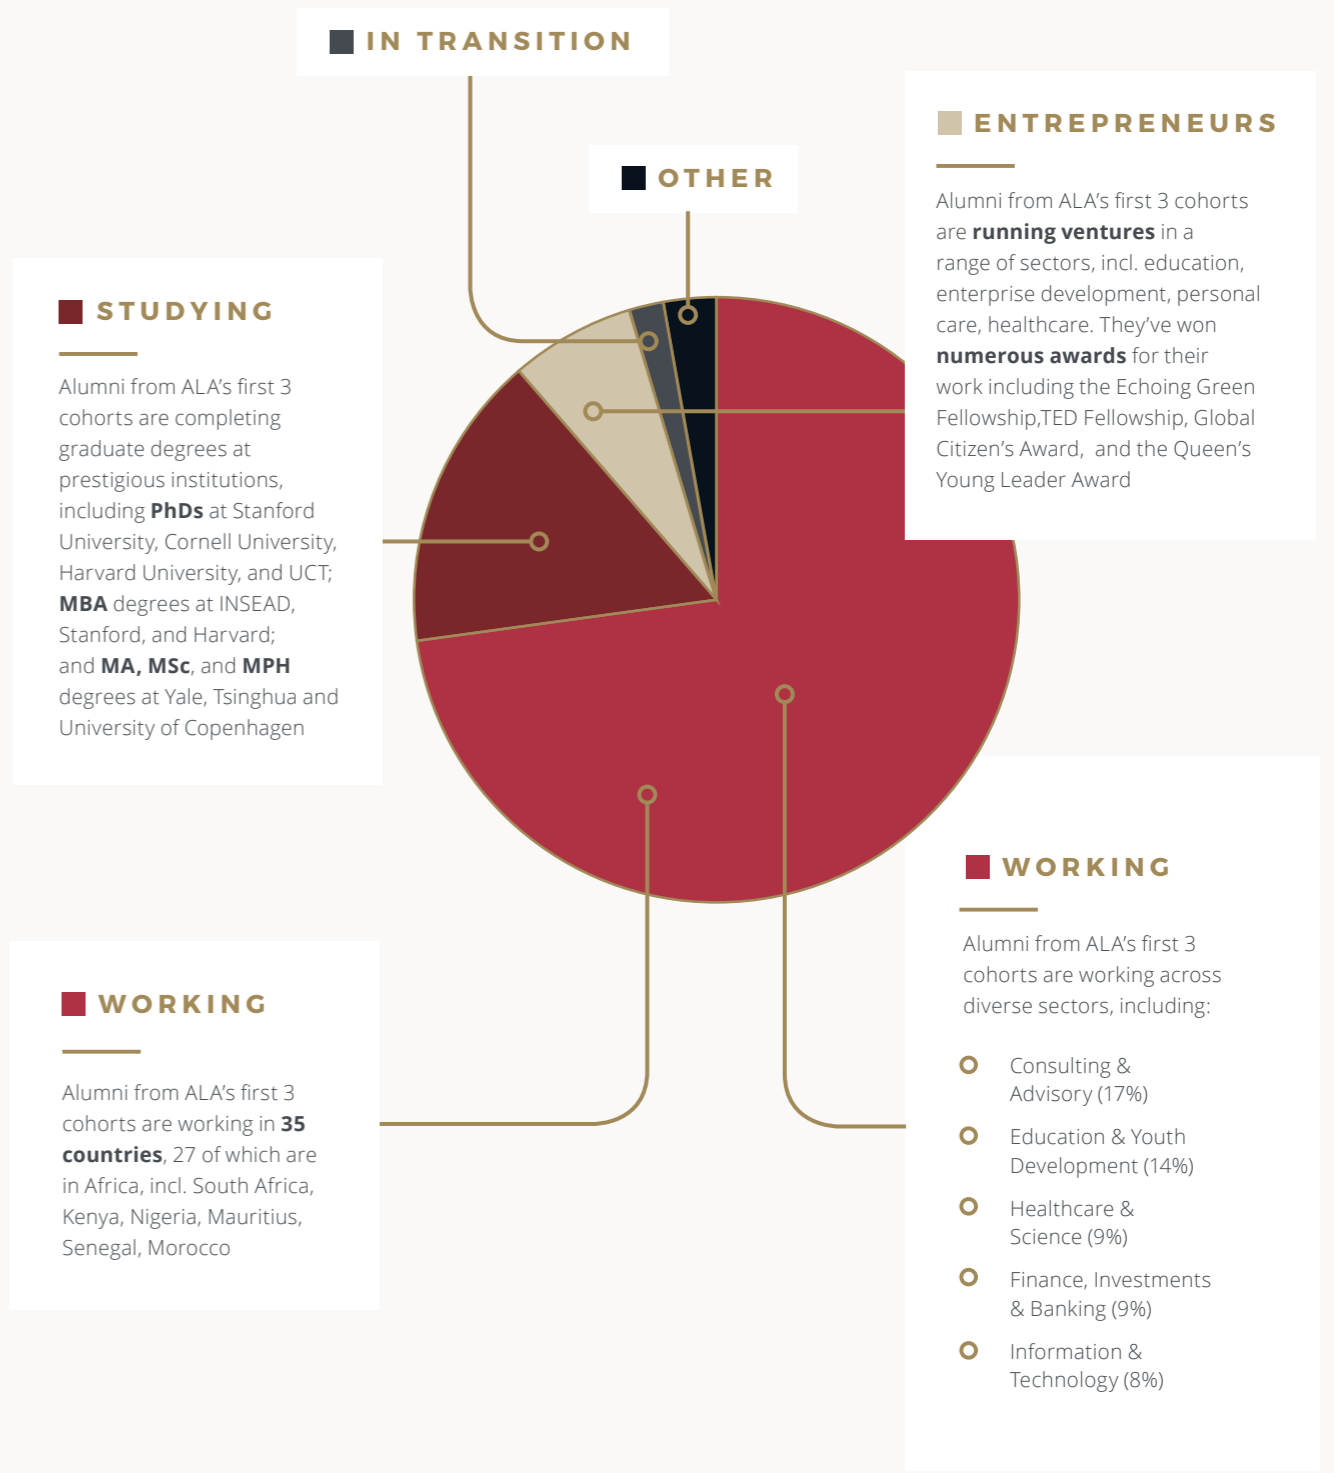 IN TRANSITION
OTHER
ENTREPRENEURS
Alumni from ALA’s first 3 cohorts
are running ventures in a
range of sectors, incl. education,
enterprise development, personal
care, healthcare. They’ve won
numerous awards for their
work including the Echoing Green
Fellowship,TED Fellowship, Global
Citizen’s Award,  and the Queen’s
Young Leader Award
STUDYING
Alumni from ALA’s first 3
cohorts are completing
graduate degrees at
prestigious institutions,
including PhDs at Stanford
University, Cornell University,
Harvard University, and UCT;
MBA degrees at INSEAD,
Stanford, and Harvard;
and MA, MSc, and MPH
degrees at Yale, Tsinghua and
University of Copenhagen
WORKING
Alumni from ALA’s first 3
cohorts are working in 35
countries, 27 of which are
in Africa, incl. South Africa,
Kenya, Nigeria, Mauritius,
Senegal, Morocco
WORKING
Alumni from ALA’s first 3
cohorts are working across
diverse sectors, including:
Consulting &
Advisory (17%)
Education & Youth
Development (14%)
Healthcare &
Science (9%)
Finance, Investments
& Banking (9%)
Information &
Technology (8%)